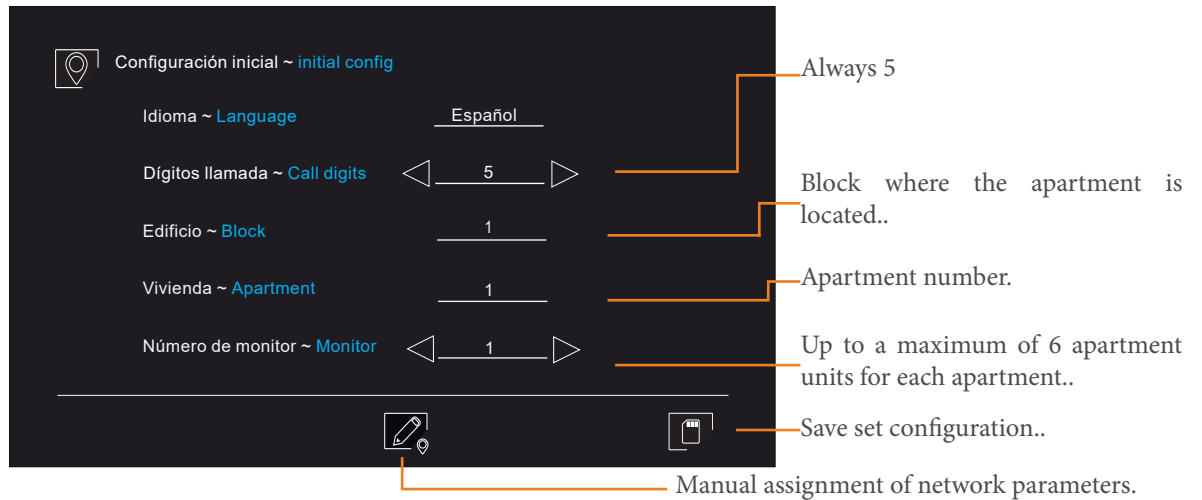 Configuración inicial ~ initial config
Always 5
Idioma ~ Language Español
Dígitos llamada ~ Call digits 5
Block where the apartment is
located..
Edificio ~ Block 1
Apartment number.
Vivienda ~ Apartment 1
Número de monitor ~ Monitor 1
Up to a maximum of 6 apartment
units for each apartment..
Save set configuration..
Manual assignment of network parameters.